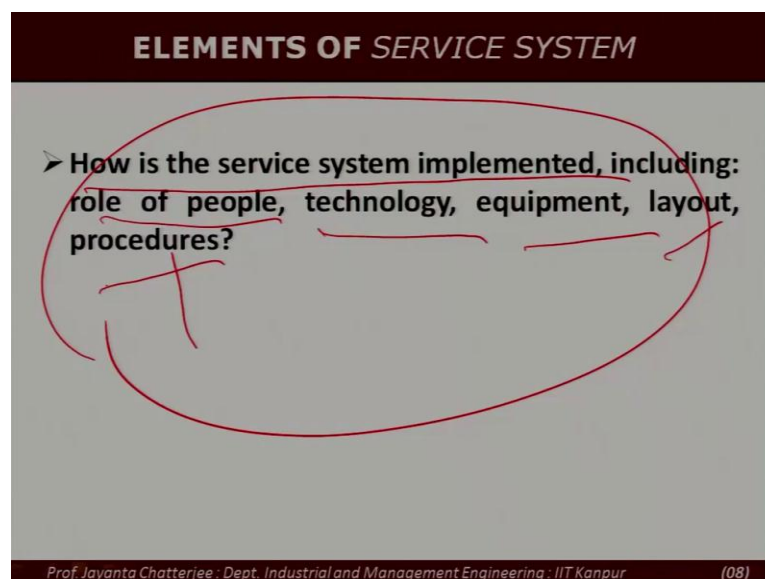 ELEMENTS OF SERVICE SYSTEM
➢ How is the service system implemented, including:
role of people, technology, equipment, layout,
procedures?
Prof. Jayanta Chatterjee : Dept. Industrial and Management Engineering : IIT Kanpur (08)